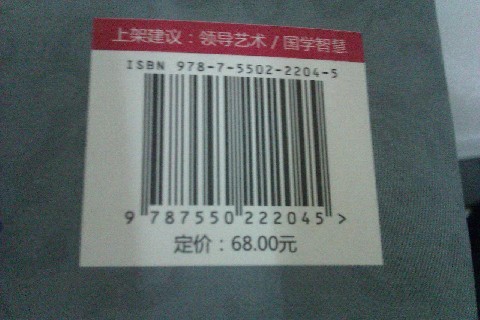 上架建议：领导艺术/国学智慧
ISBN 978-7-5502-2204-5
9 787550 222045 >
定价：68.00元